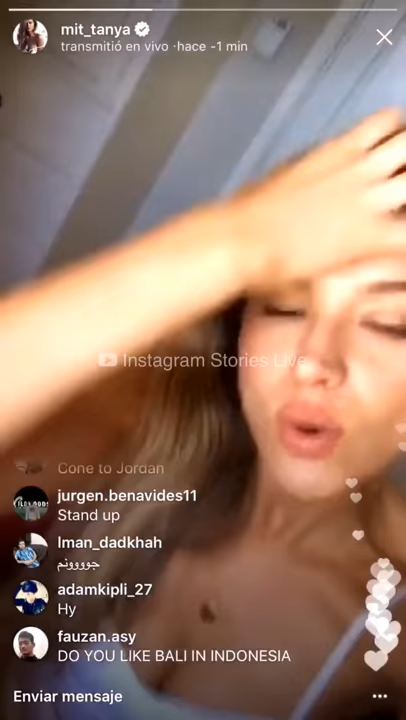 mit_tanya
transmitió en vivo ·hace -1 min
Instagram Stories Live
Cone to Jordan
jurgen.benavides11
Stand up
Iman_dadkhah
جووووونم
adamkipli_27
Hy
fauzan.asy
DO YOU LIKE BALI IN INDONESIA
Enviar mensaje